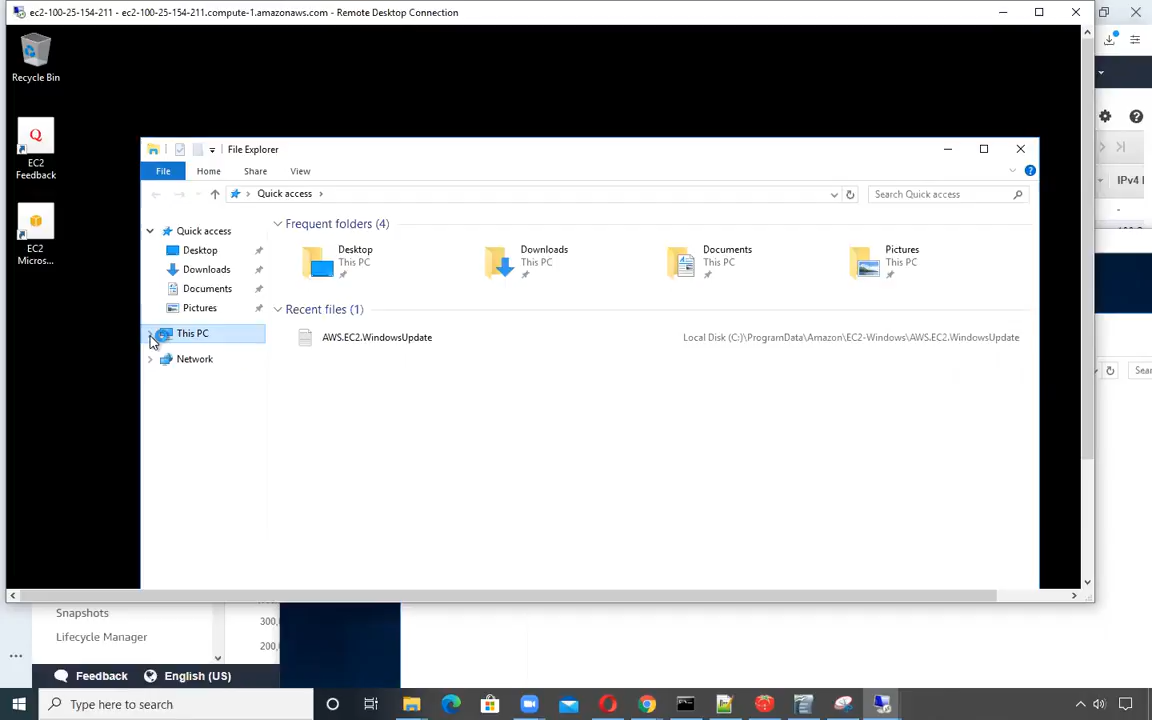 ec2-100-25-154-211 - ec2-100-25-154-211.compute-1.amazonaws.com - Remote Desktop Connection
Recycle Bin
EC2
Feedback
EC2
Micros...
File Explorer
File
Home
Share
View
Quick access
Search Quick access
Quick access
Desktop
Downloads
Documents
Pictures
This PC
Network
Frequent folders (4)
Desktop
This PC
Downloads
This PC
Documents
This PC
Pictures
This PC
Recent files (1)
AWS.EC2.WindowsUpdate
Local Disk (C:)\ProgramData\Amazon\EC2-Windows\AWS.EC2.WindowsUpdate
IPv4
Snapshots
Lifecycle Manager
300,
200,
Feedback
English (US)
Type here to search